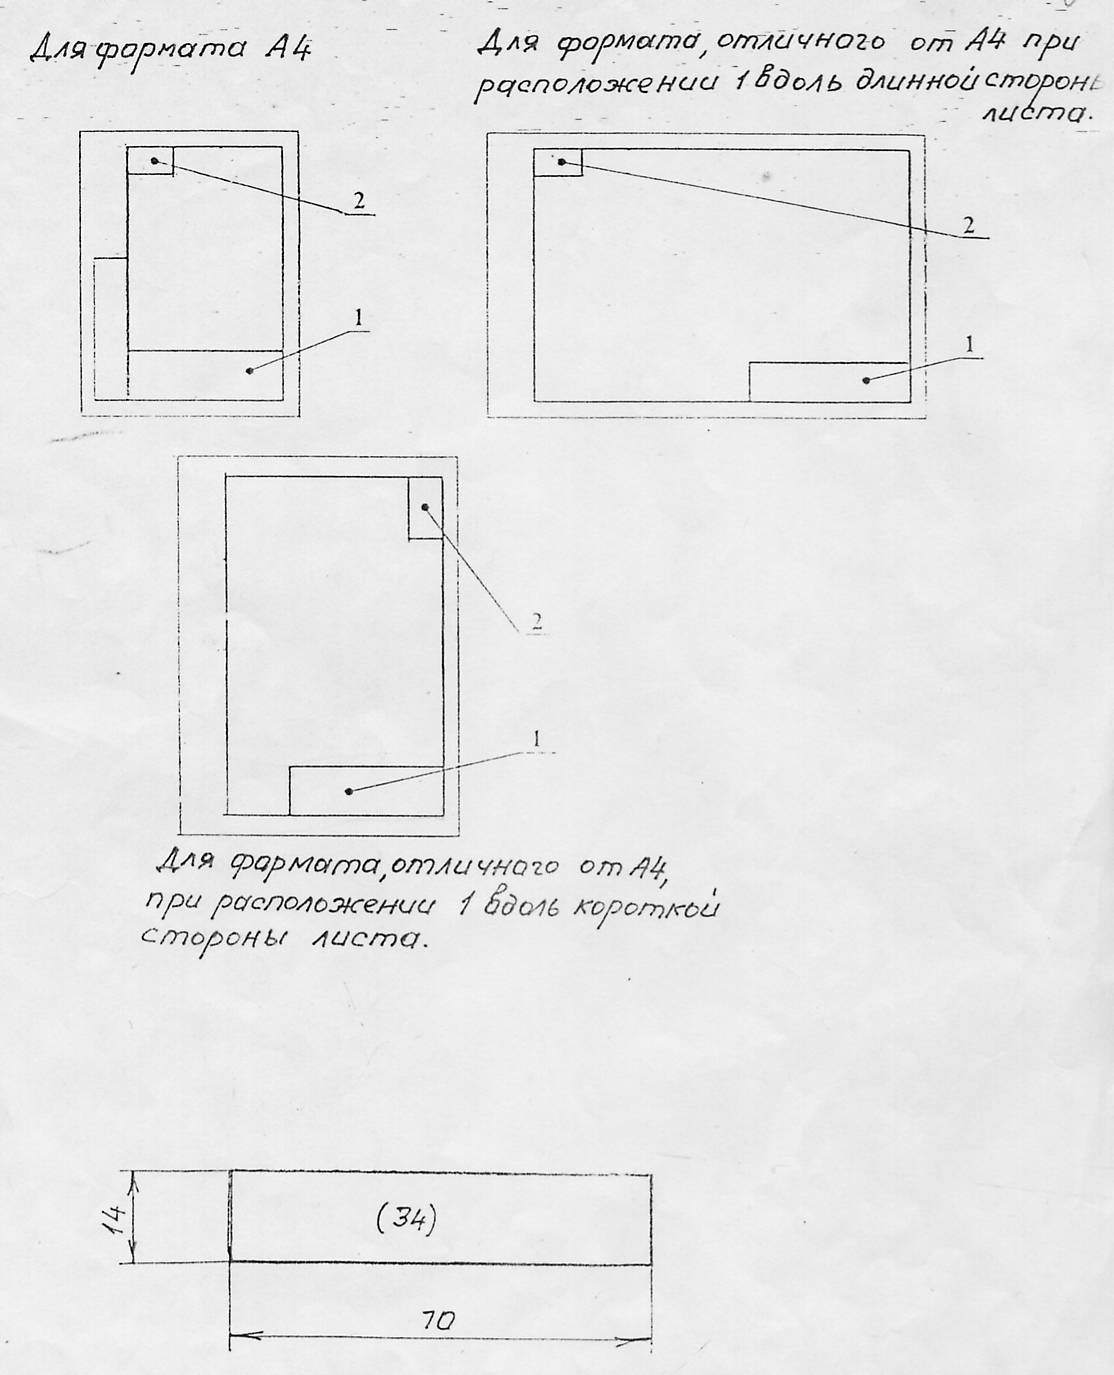 Для формата А4
Для формата, отличного от А4 при
расположении 1 вдоль длинной стороны
листа.
2
1
2
1
2
1
Для формата, отличного от А4,
при расположении 1 вдоль короткой
стороны листа.
14
(34)
70